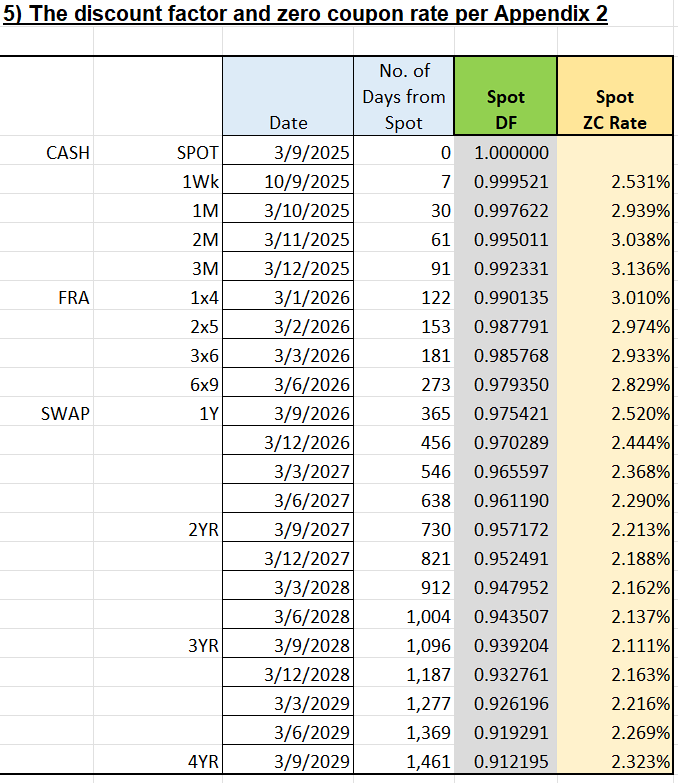 5) The discount factor and zero coupon rate per Appendix 2
Date No. of Days from Spot Spot DF Spot ZC Rate
CASH SPOT 3/9/2025 0 1.000000
1Wk 10/9/2025 7 0.999521 2.531%
1M 3/10/2025 30 0.997622 2.939%
2M 3/11/2025 61 0.995011 3.038%
3M 3/12/2025 91 0.992331 3.136%
FRA 1x4 3/1/2026 122 0.990135 3.010%
2x5 3/2/2026 153 0.987791 2.974%
3x6 3/3/2026 181 0.985768 2.933%
6x9 3/6/2026 273 0.979350 2.829%
SWAP 1Y 3/9/2026 365 0.975421 2.520%
3/12/2026 456 0.970289 2.444%
3/3/2027 546 0.965597 2.368%
3/6/2027 638 0.961190 2.290%
2YR 3/9/2027 730 0.957172 2.213%
3/12/2027 821 0.952491 2.188%
3/3/2028 912 0.947952 2.162%
3/6/2028 1,004 0.943507 2.137%
3YR 3/9/2028 1,096 0.939204 2.111%
3/12/2028 1,187 0.932761 2.163%
3/3/2029 1,277 0.926196 2.216%
3/6/2029 1,369 0.919291 2.269%
4YR 3/9/2029 1,461 0.912195 2.323%